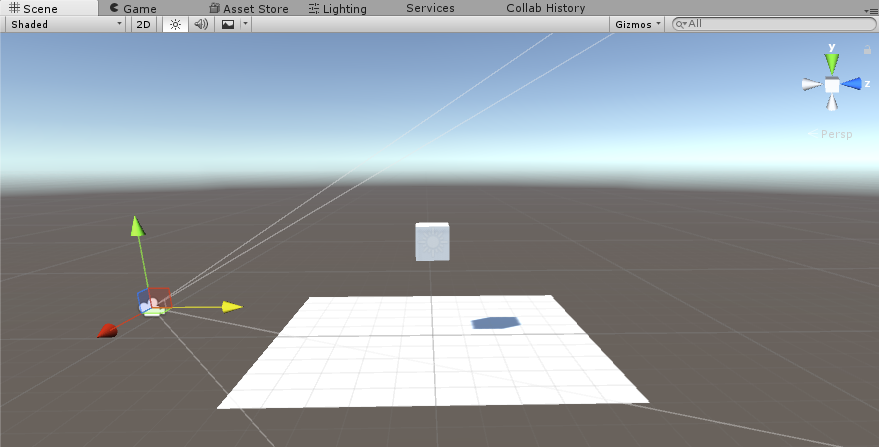 Scene Game Asset Store Lighting Services Collab History
Shaded 2D Gizmos All
y
z
Persp